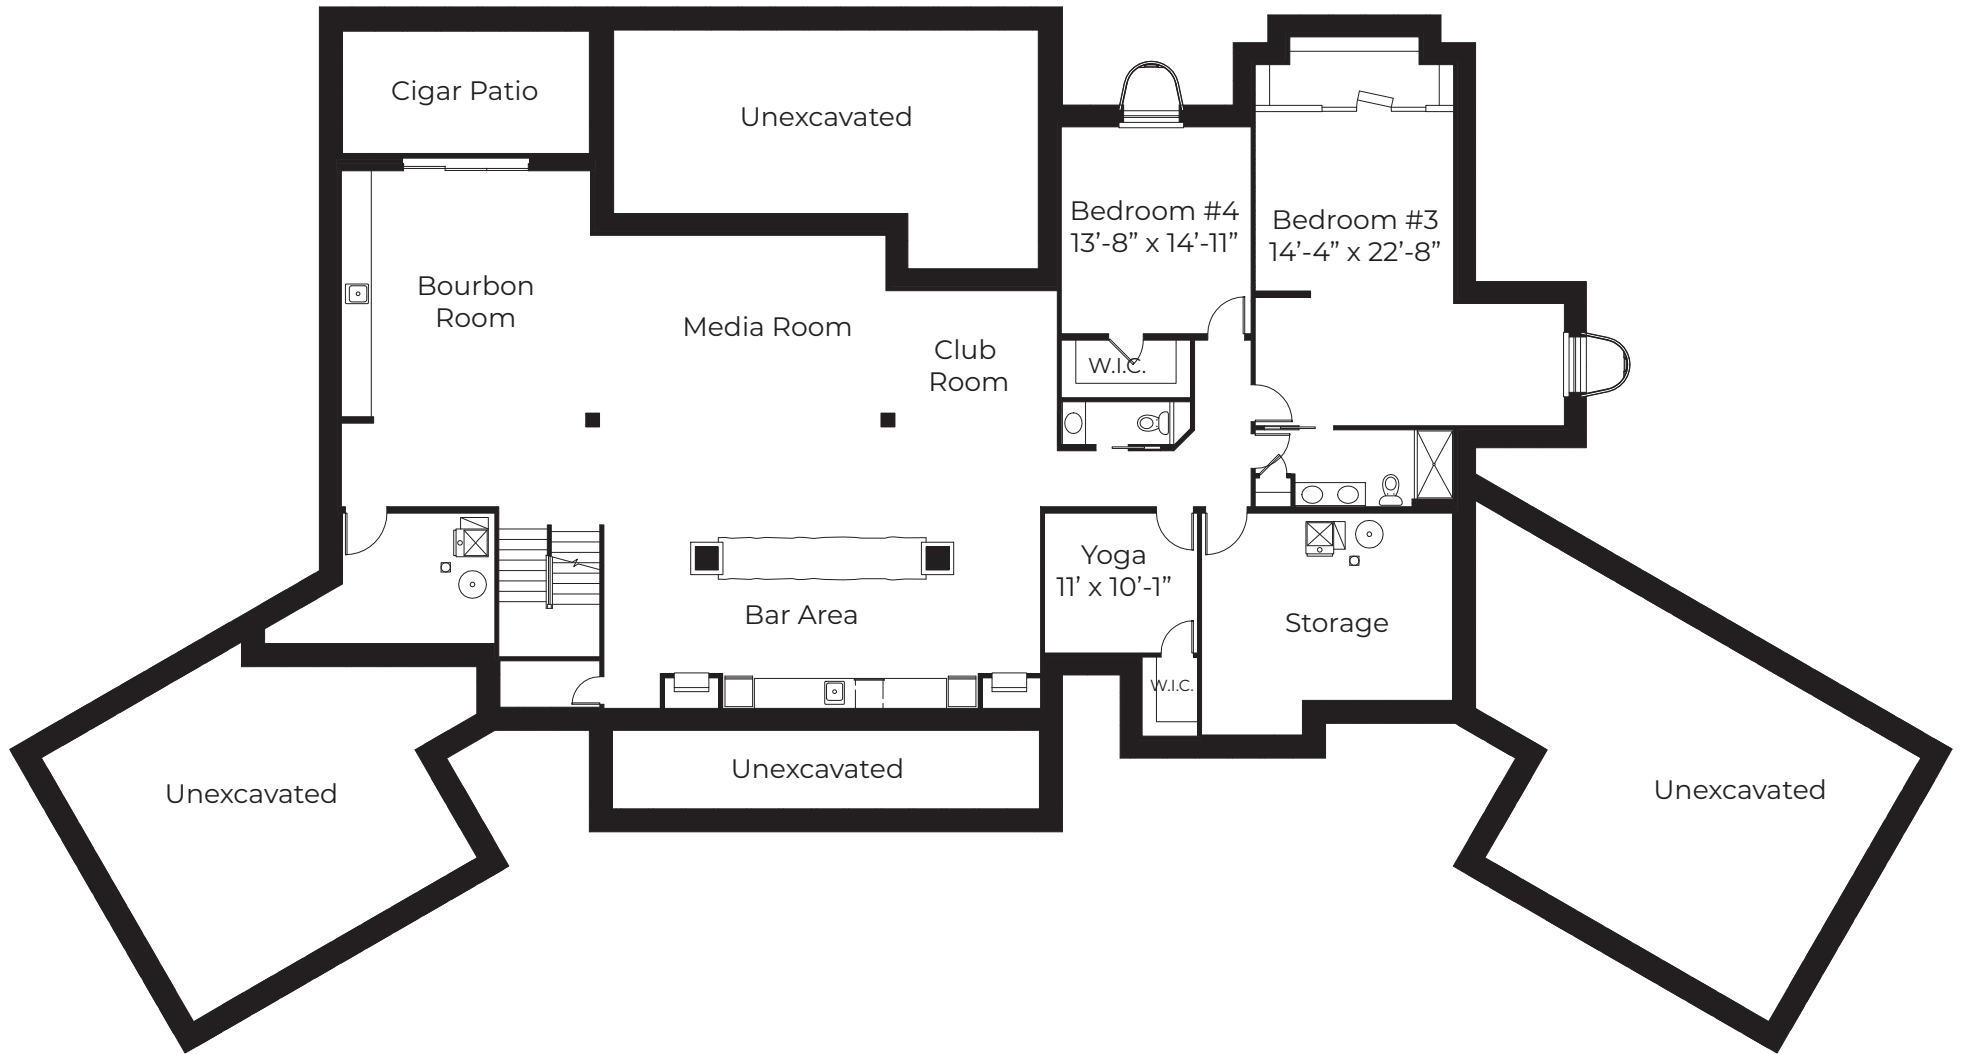 Cigar Patio
Unexcavated
Bedroom #4
13’-8” x 14’-11”
Bedroom #3
14’-4” x 22’-8”
Bourbon
Room
Media Room
Club
Room
W.I.C.
Yoga
11’ x 10’-1”
Bar Area
Storage
W.I.C.
Unexcavated
Unexcavated
Unexcavated